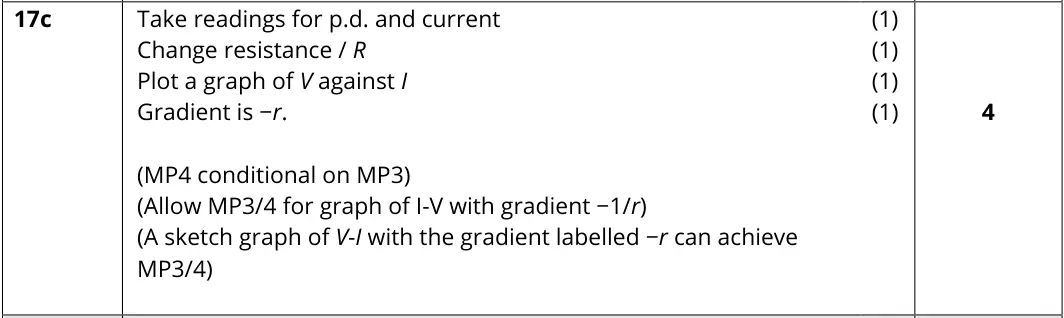 17c Take readings for p.d. and current (1)
Change resistance / R (1)
Plot a graph of V against I (1)
Gradient is −r. (1) 4
(MP4 conditional on MP3)
(Allow MP3/4 for graph of I-V with gradient −1/r)
(A sketch graph of V-I with the gradient labelled −r can achieve
MP3/4)